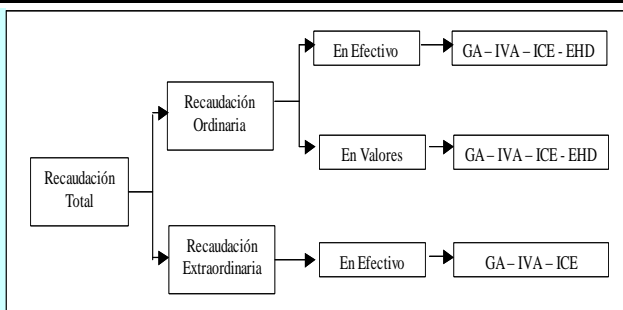 En Efectivo
GA – IVA – ICE - EHD
Recaudación
Ordinaria
En Valores
GA – IVA – ICE - EHD
Recaudación
Total
Recaudación
Extraordinaria
En Efectivo
GA – IVA – ICE